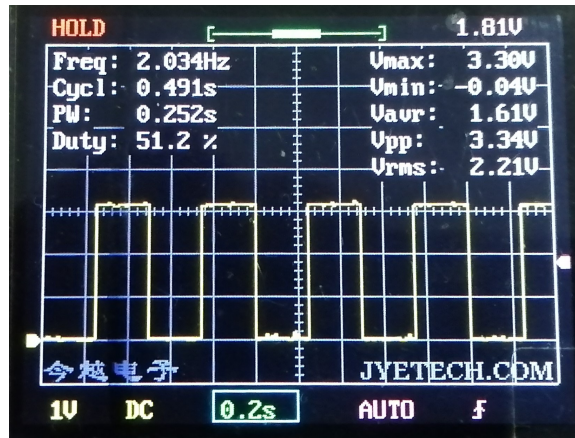 HOLD 1.81V
Freq: 2.034Hz Vmax: 3.30V
Cycl: 0.491s Vmin: -0.04V
PW: 0.252s Vavr: 1.61V
Duty: 51.2 % Vpp: 3.34V
Vrms: 2.21V
今越电子 JYETECH.COM
1V DC 0.2s AUTO